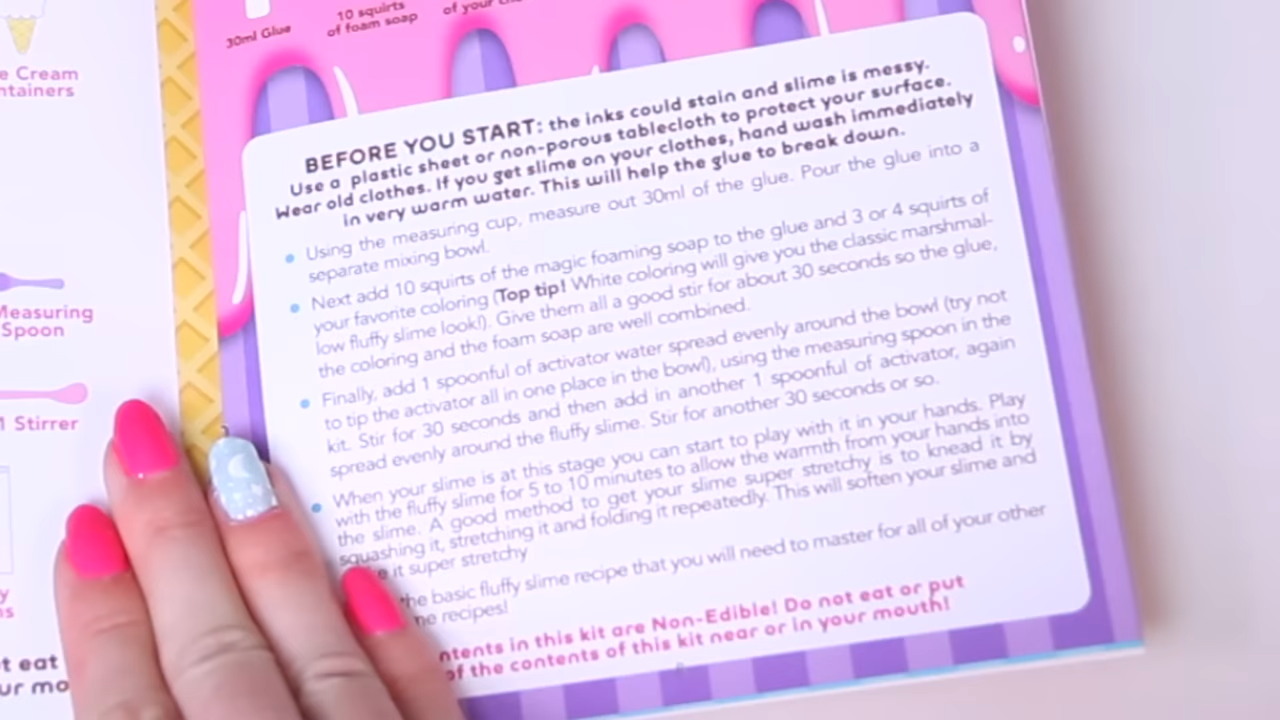 e Cream
ntainers
Measuring
Spoon
1 Stirrer
t eat
ur mo
30ml Glue
10 squirts
of foam soap
of your
BEFORE YOU START: the inks could stain and slime is messy.
Use a plastic sheet or non-porous tablecloth to protect your surface.
Wear old clothes. If you get slime on your clothes, hand wash immediately
in very warm water. This will help the glue to break down.
• Using the measuring cup, measure out 30ml of the glue. Pour the glue into a
separate mixing bowl.
• Next add 10 squirts of the magic foaming soap to the glue and 3 or 4 squirts of
your favorite coloring (Top tip! White coloring will give you the classic marshmal-
low fluffy slime look!). Give them all a good stir for about 30 seconds so the glue,
the coloring and the foam soap are well combined.
• Finally, add 1 spoonful of activator water spread evenly around the bowl (try not
to tip the activator all in one place in the bowl), using the measuring spoon in the
kit. Stir for 30 seconds and then add in another 1 spoonful of activator, again
spread evenly around the fluffy slime. Stir for another 30 seconds or so.
• When your slime is at this stage you can start to play with it in your hands. Play
with the fluffy slime for 5 to 10 minutes to allow the warmth from your hands into
the slime. A good method to get your slime super stretchy is to knead it by
squashing it, stretching it and folding it repeatedly. This will soften your slime and
e it super stretchy
the basic fluffy slime recipe that you will need to master for all of your other
recipes!
ntents in this kit are Non-Edible! Do not eat or put
of the contents of this kit near or in your mouth!